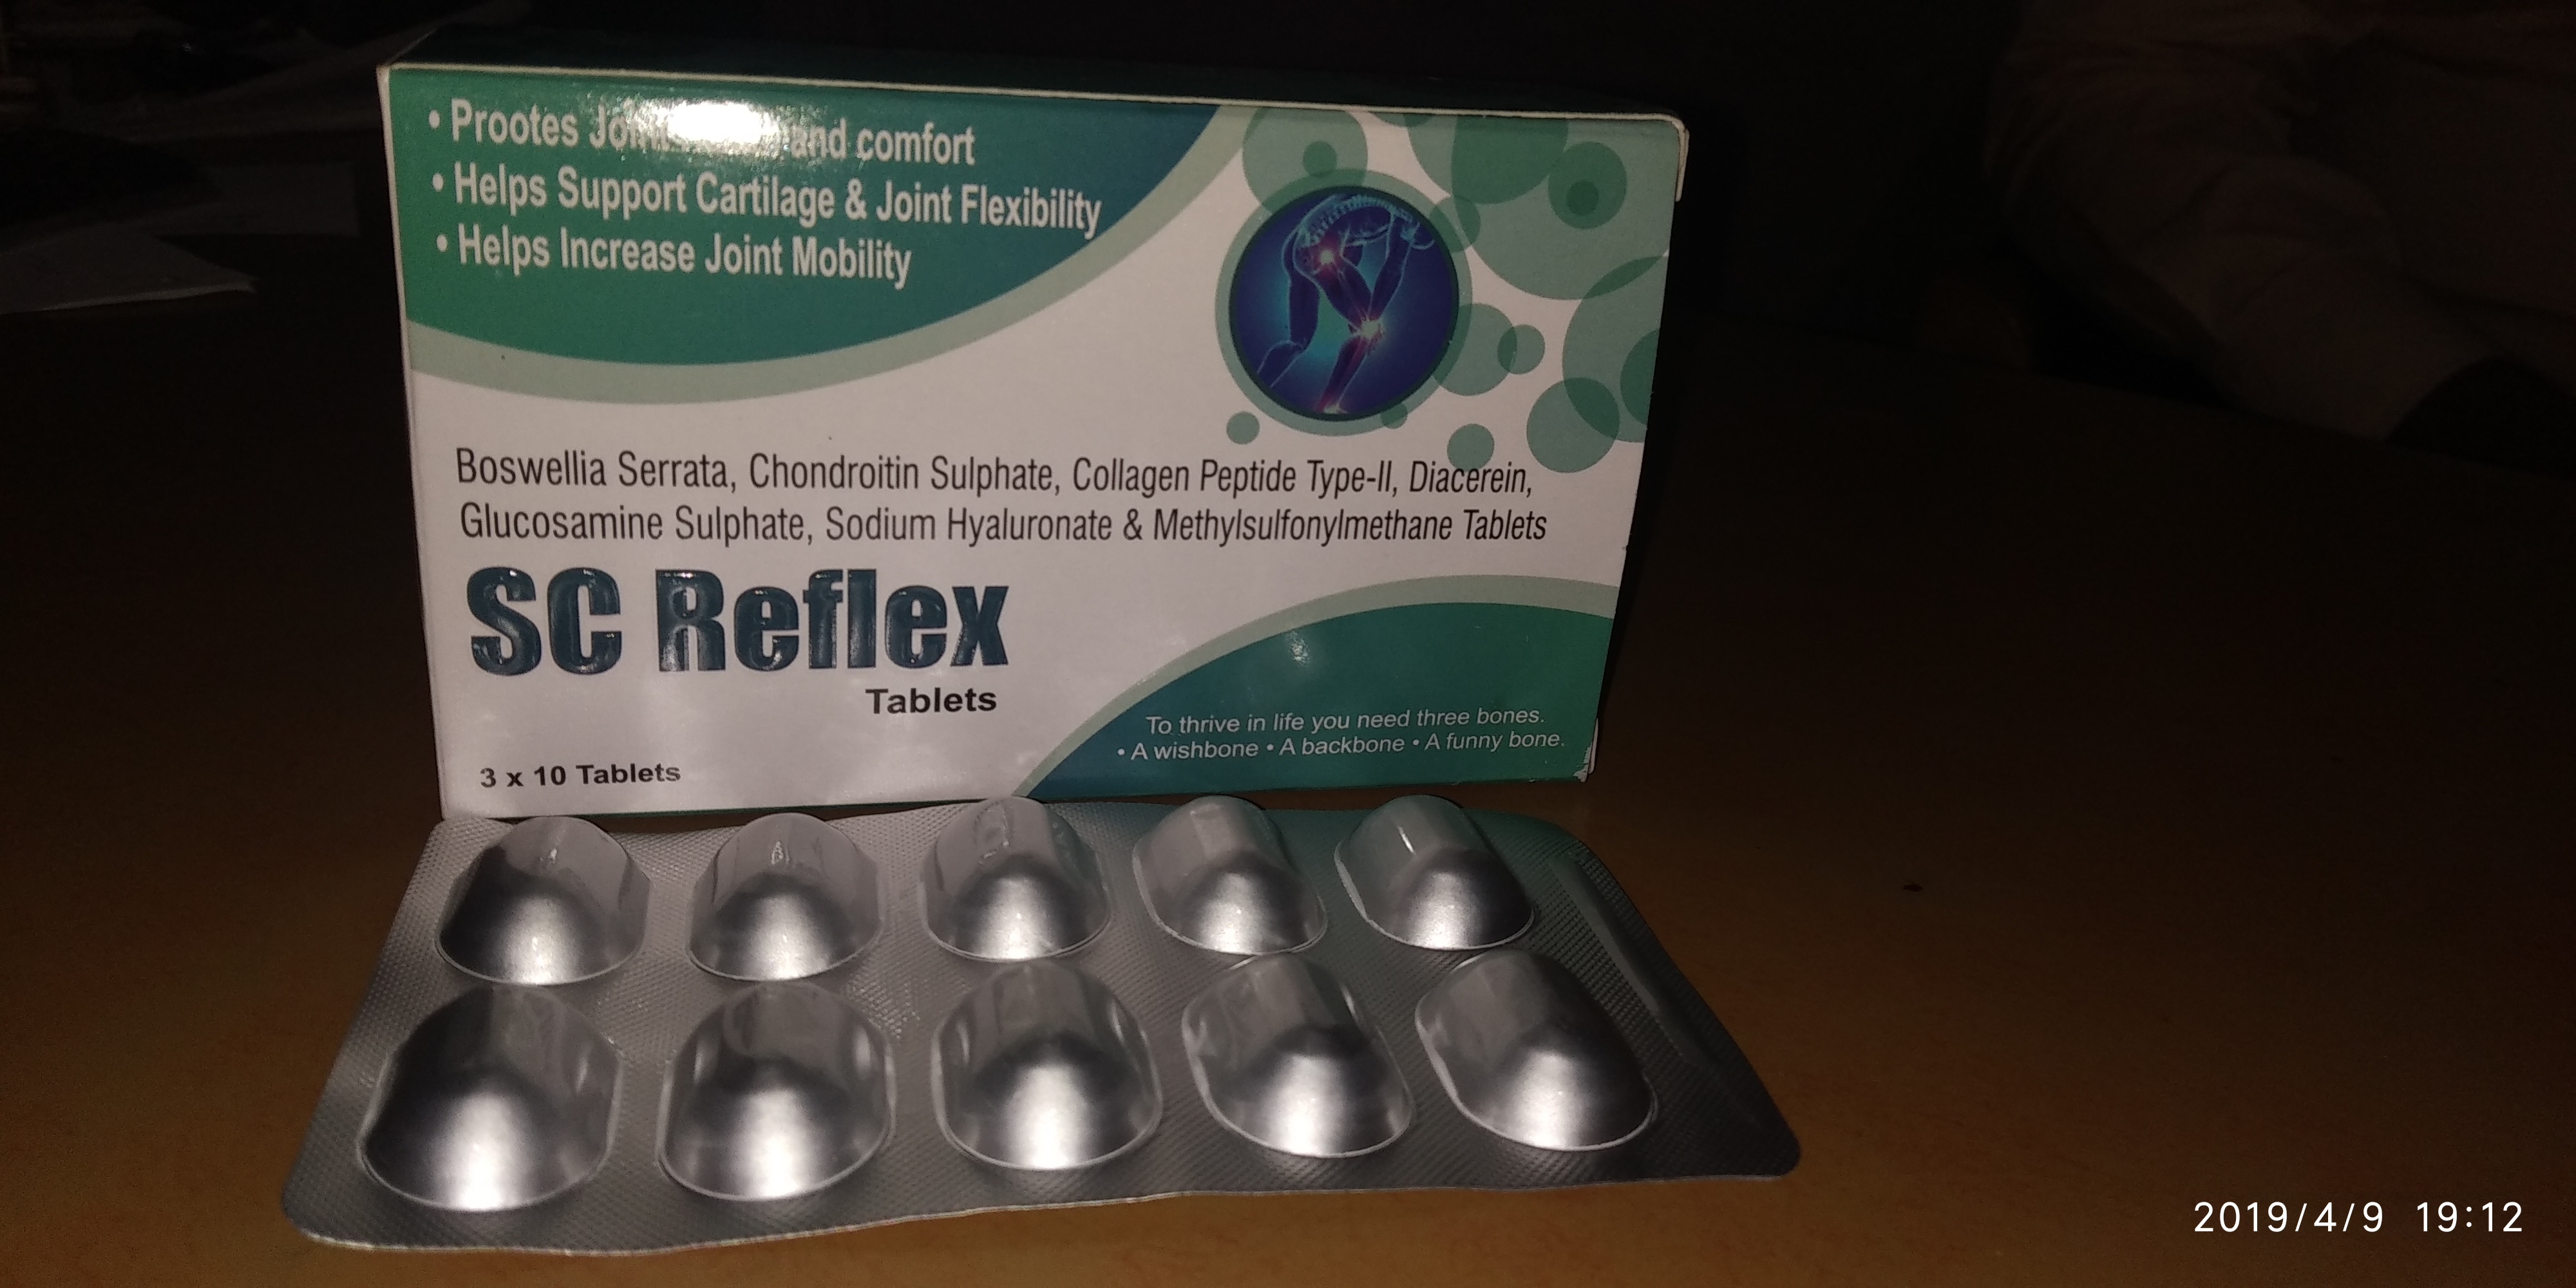 • Prootes and comfort
• Helps Support Cartilage & Joint Flexibility
• Helps Increase Joint Mobility
Boswellia Serrata, Chondroitin Sulphate, Collagen Peptide Type-II, Diacerein,
Glucosamine Sulphate, Sodium Hyaluronate & Methylsulfonylmethane Tablets
SC Reflex
Tablets
3 x 10 Tablets
To thrive in life you need three bones.
• A wishbone • A backbone • A funny bone.
2019/4/9 19:12